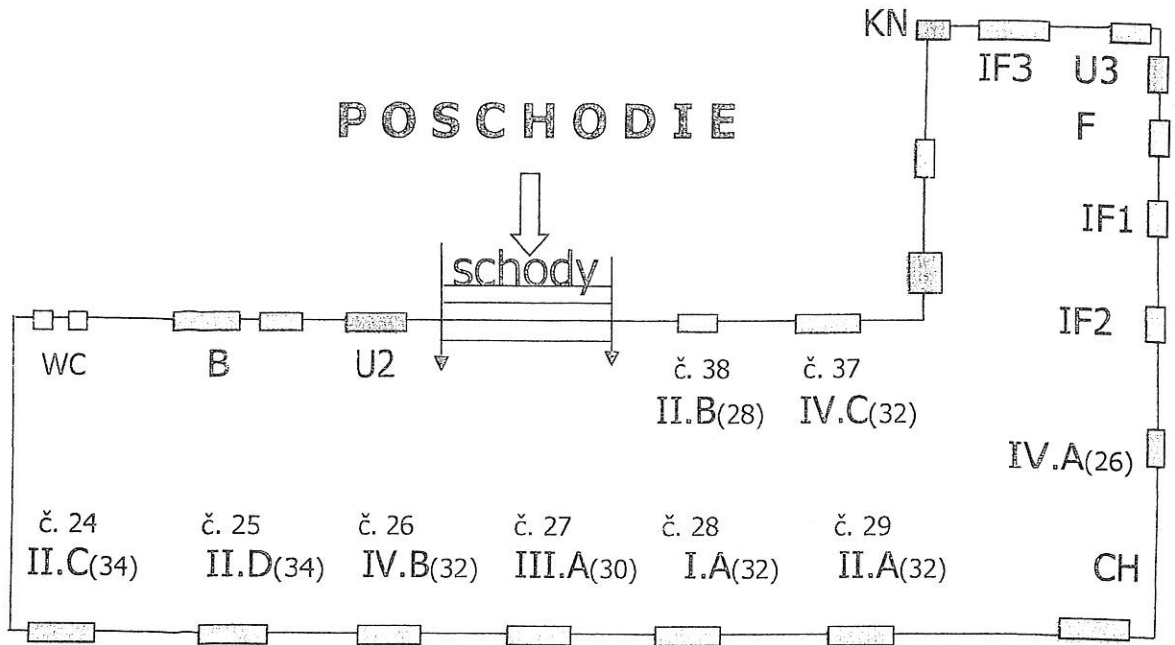 KN
IF3 U3
POSCHODIE
F
IF1
schody
IF2
WC B U2
č. 38 č. 37
II.B(28) IV.C(32)
IV.A(26)
č. 24 č. 25 č. 26 č. 27 č. 28 č. 29
II.C(34) II.D(34) IV.B(32) III.A(30) I.A(32) II.A(32)
CH